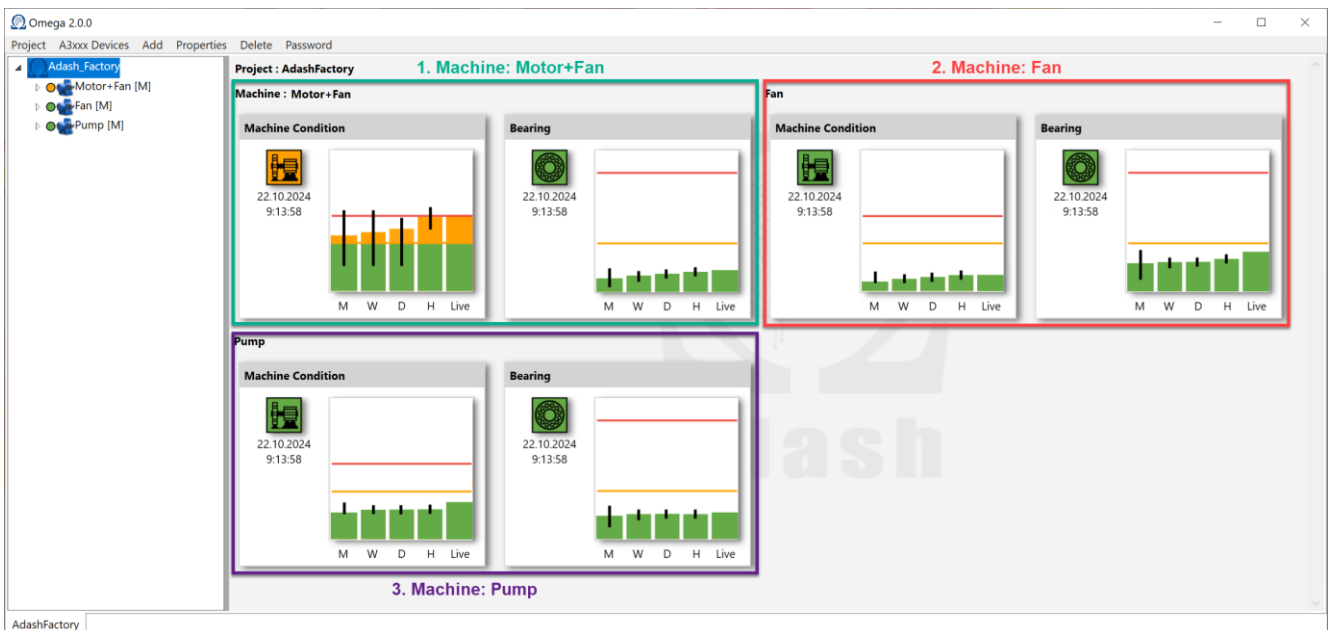 Omega 2.0.0
Project A3xxx Devices Add Properties Delete Password
Adash_Factory
Motor+Fan [M]
Fan [M]
Pump [M]
Project : AdashFactory
1. Machine: Motor+Fan
2. Machine: Fan
Machine : Motor+Fan
Fan
Machine Condition
Bearing
Machine Condition
Bearing
22.10.2024
9:13:58
22.10.2024
9:13:58
22.10.2024
9:13:58
22.10.2024
9:13:58
M W D H Live
M W D H Live
M W D H Live
M W D H Live
Pump
Machine Condition
Bearing
22.10.2024
9:13:58
22.10.2024
9:13:58
M W D H Live
M W D H Live
dash
3. Machine: Pump
AdashFactory